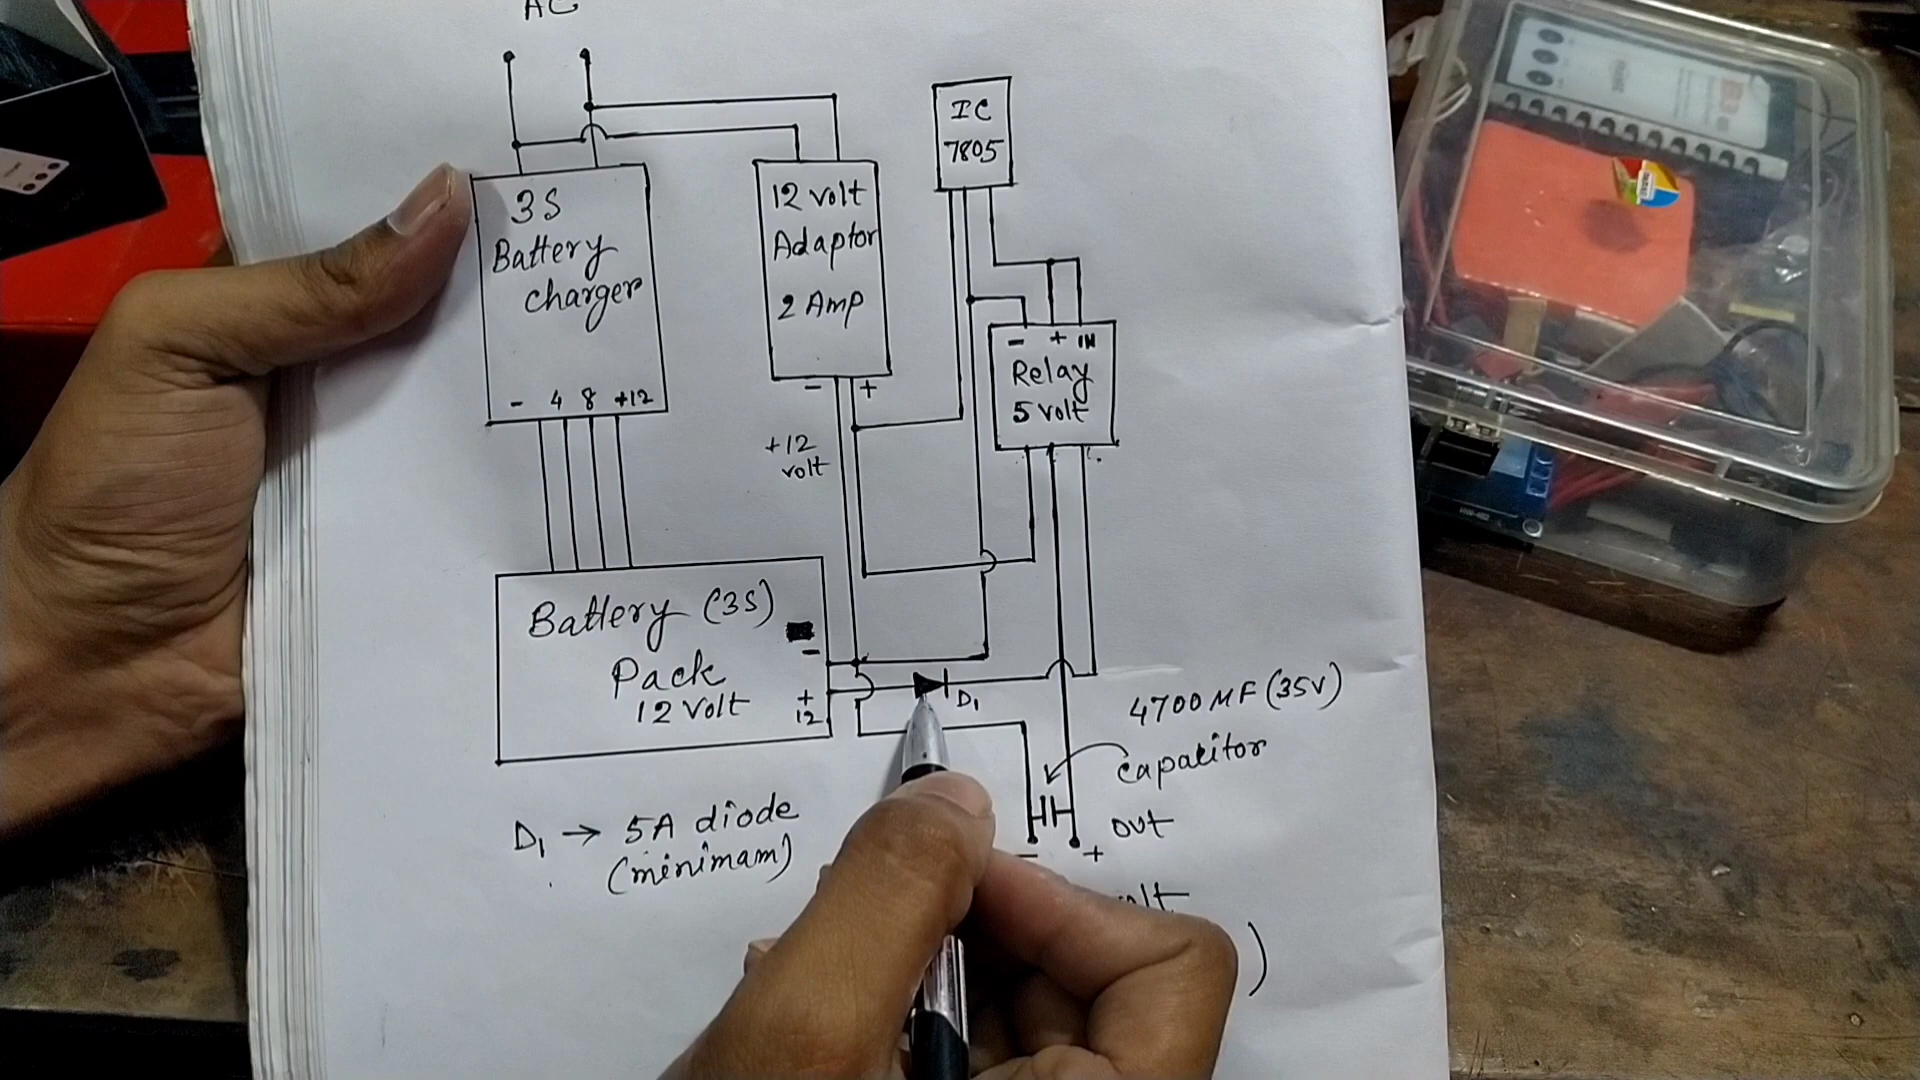 AC
3S
Battery
charger
- 4 8 +12
12 volt
Adaptor
2 Amp
- +
+12
volt
IC
7805
- + IN
Relay
5 volt
Battery (3S)
Pack
12 volt
-
+
12
D₁
4700 MF (35V)
capacitor
out
- +
D₁ → 5A diode
(minimam)
)